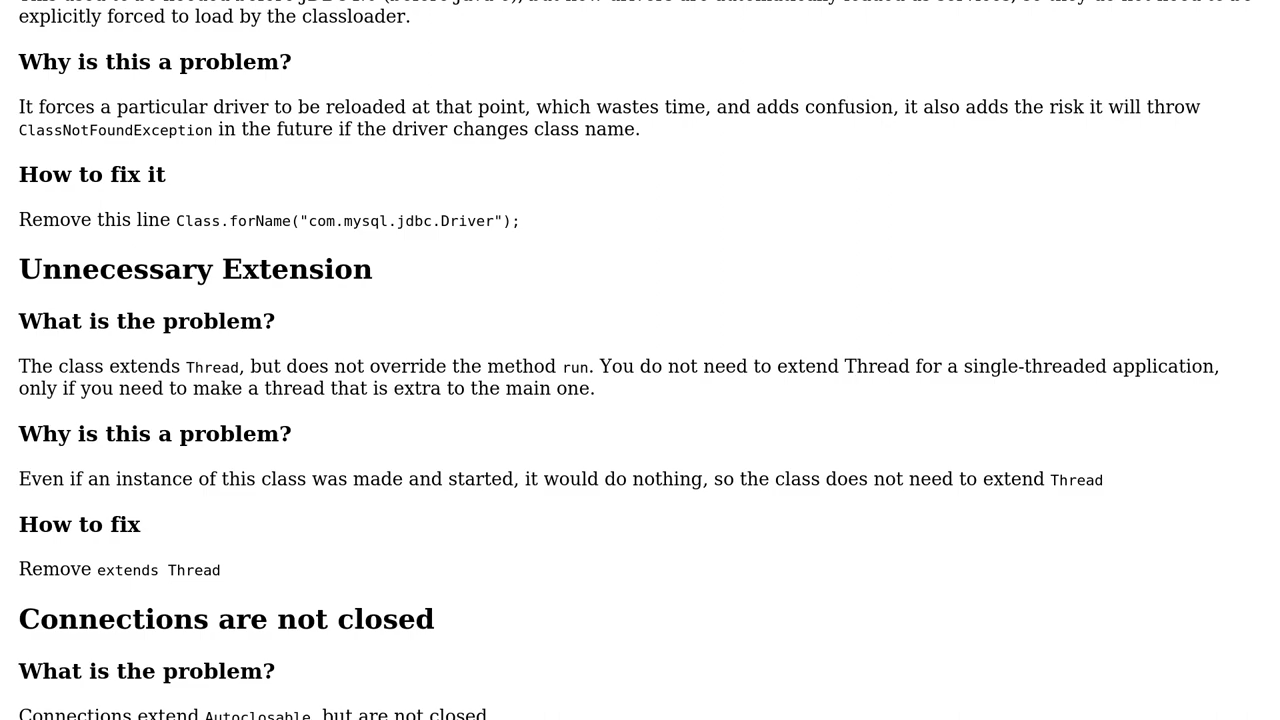 explicitly forced to load by the classloader.
Why is this a problem?
It forces a particular driver to be reloaded at that point, which wastes time, and adds confusion, it also adds the risk it will throw
ClassNotFoundException in the future if the driver changes class name.
How to fix it
Remove this line Class.forName("com.mysql.jdbc.Driver");
Unnecessary Extension
What is the problem?
The class extends Thread, but does not override the method run. You do not need to extend Thread for a single-threaded application,
only if you need to make a thread that is extra to the main one.
Why is this a problem?
Even if an instance of this class was made and started, it would do nothing, so the class does not need to extend Thread
How to fix
Remove extends Thread
Connections are not closed
What is the problem?
Connections extend Autoclosable, but are not closed